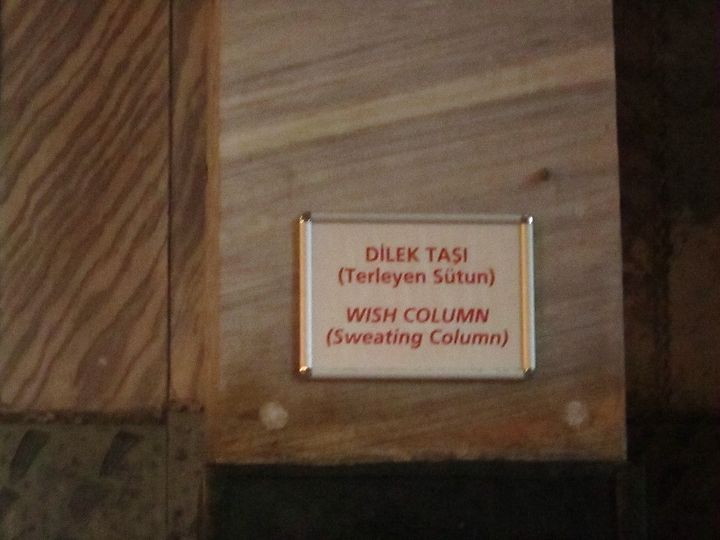 DİLEK TAŞI
(Terleyen Sütun)
WISH COLUMN
(Sweating Column)